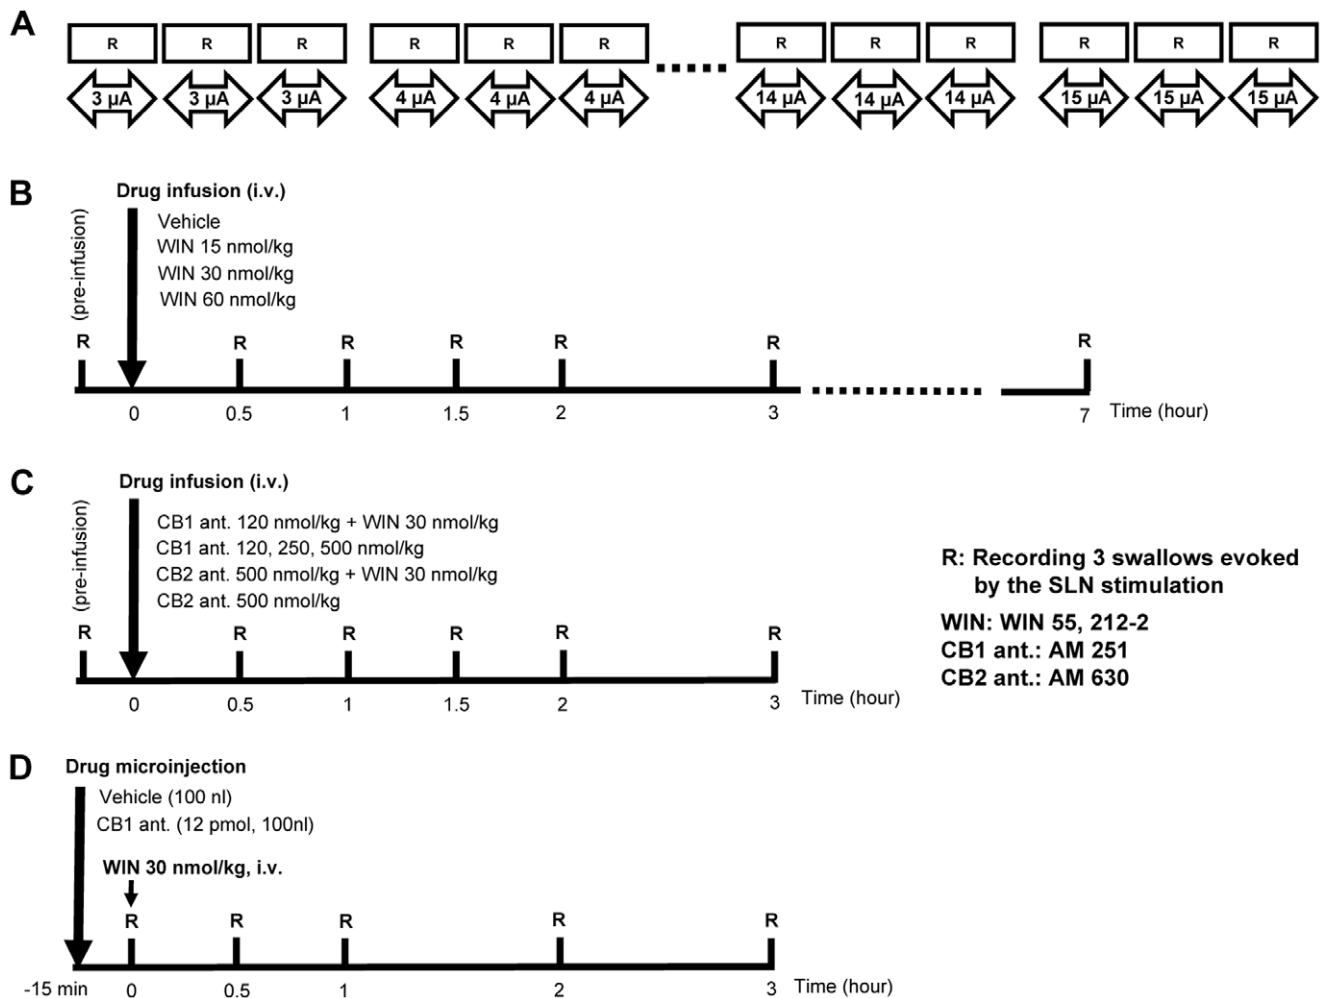 A
R R R R R R R R R R R R
3 µA 3 µA 3 µA 4 µA 4 µA 4 µA 14 µA 14 µA 14 µA 15 µA 15 µA 15 µA
B
Drug infusion (i.v.)
(pre-infusion)
Vehicle
WIN 15 nmol/kg
WIN 30 nmol/kg
WIN 60 nmol/kg
R R R R R R R
0 0.5 1 1.5 2 3 7 Time (hour)
C
Drug infusion (i.v.)
(pre-infusion)
CB1 ant. 120 nmol/kg + WIN 30 nmol/kg
CB1 ant. 120, 250, 500 nmol/kg
CB2 ant. 500 nmol/kg + WIN 30 nmol/kg
CB2 ant. 500 nmol/kg
R R R R R R
0 0.5 1 1.5 2 3 Time (hour)
R: Recording 3 swallows evoked
by the SLN stimulation
WIN: WIN 55, 212-2
CB1 ant.: AM 251
CB2 ant.: AM 630
D
Drug microinjection
Vehicle (100 nl)
CB1 ant. (12 pmol, 100nl)
WIN 30 nmol/kg, i.v.
R R R R R
-15 min 0 0.5 1 2 3 Time (hour)